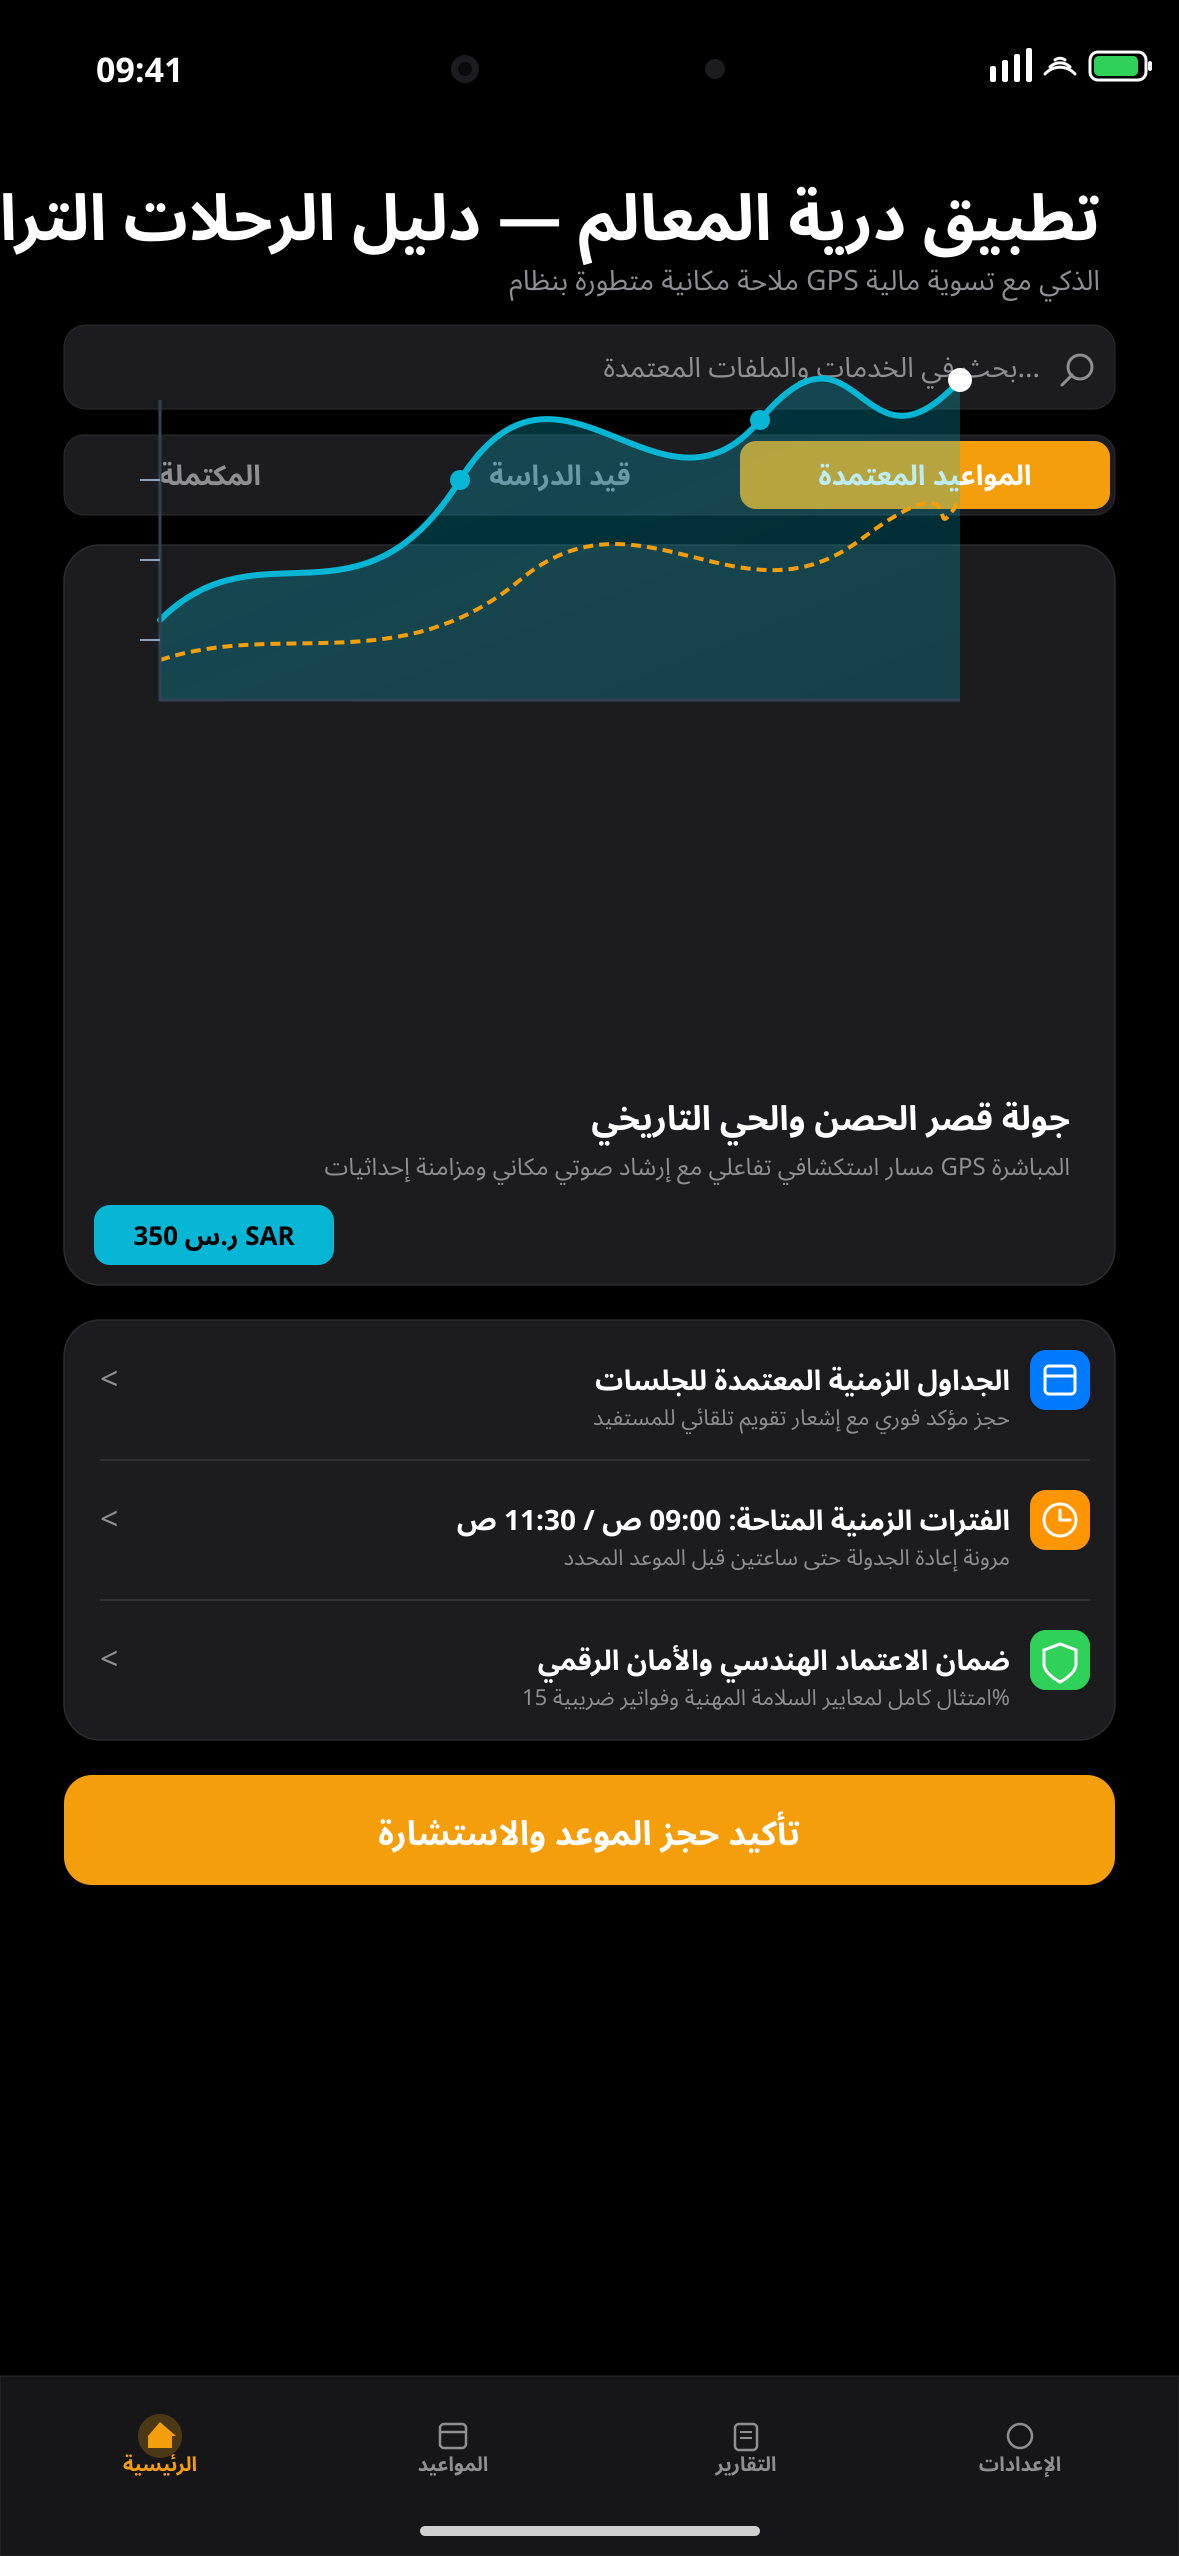 09:41
تطبيق درية المعالم — دليل الرحلات
الذكي مع تسوية مالية GPS ملاحة مكانية متطورة بنظام
...بحث في الخدمات والملفات المعتمدة
المواعيد المعتمدة
قيد الدراسة
المكتملة
جولة قصر الحصن والحي التاريخي
المباشرة GPS مسار استكشافي تفاعلي مع إرشاد صوتي مكاني ومزامنة إحداثيات
350 ر.س SAR
الجداول الزمنية المعتمدة للجلسات
حجز مؤكد فوري مع إشعار تقويم تلقائي للمستفيد
الفترات الزمنية المتاحة: 09:00 ص / 11:30 ص
مرونة إعادة الجدولة حتى ساعتين قبل الموعد المحدد
ضمان الاعتماد الهندسي والأمان الرقمي
%امتثال كامل لمعايير السلامة المهنية وفواتير ضريبية 15
تأكيد حجز الموعد والاستشارة
الإعدادات
التقارير
المواعيد
الرئيسية